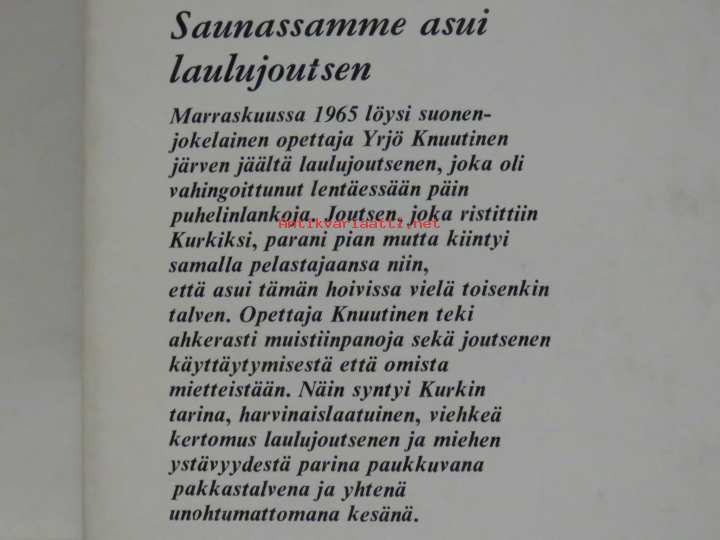 Saunassamme asui
laulujoutsen
Marraskuussa 1965 löysi suonen-
jokelainen opettaja Yrjö Knuutinen
järven jäältä laulujoutsenen, joka oli
vahingoittunut lentäessään päin
puhelinlankoja. Joutsen, joka ristittiin
Antikvariaatti.net
Kurkiksi, parani pian mutta kiintyi
samalla pelastajaansa niin,
että asui tämän hoivissa vielä toisenkin
talven. Opettaja Knuutinen teki
ahkerasti muistiinpanoja sekä joutsenen
käyttäytymisestä että omista
mietteistään. Näin syntyi Kurkin
tarina, harvinaislaatuinen, viehkeä
kertomus laulujoutsenen ja miehen
ystävyydestä parina paukkuvana
pakkastalvena ja yhtenä
unohtumattomana kesänä.